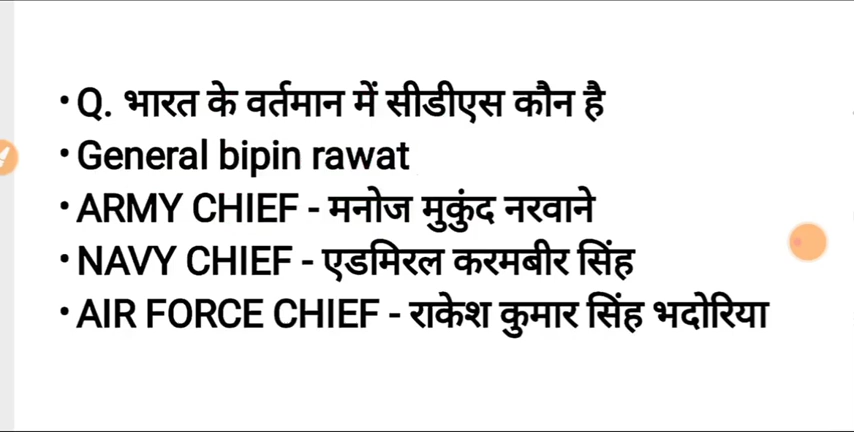 • Q. भारत के वर्तमान में सीडीएस कौन है
• General bipin rawat
• ARMY CHIEF - मनोज मुकुंद नरवाने
• NAVY CHIEF - एडमिरल करमबीर सिंह
• AIR FORCE CHIEF - राकेश कुमार सिंह भदोरिया